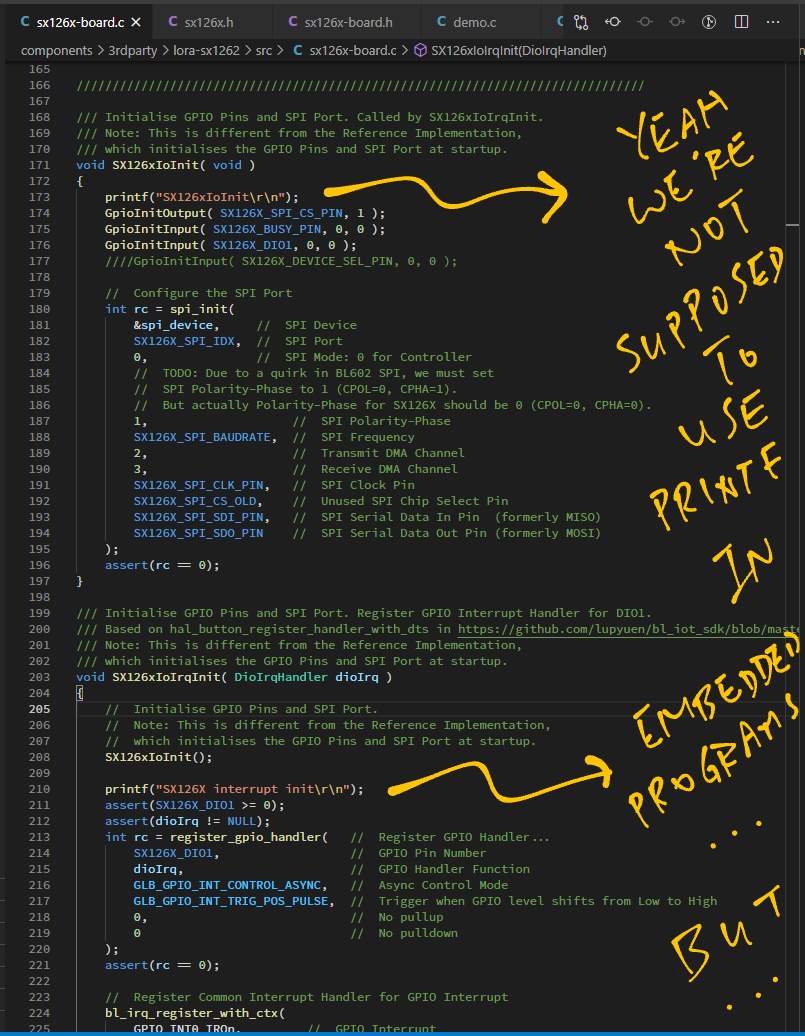 sx126x-board.c
sx126x.h
sx126x-board.h
demo.c
components > 3rdparty > lora-sx1262 > src > C sx126x-board.c > SX126xIoIrqInit(DioIrqHandler)
165
166 ////////////////////////////////////////////////////////////////////////////////
167
168 /// Initialise GPIO Pins and SPI Port. Called by SX126xIoIrqInit.
169 /// Note: This is different from the Reference Implementation,
170 /// which initialises the GPIO Pins and SPI Port at startup.
171 void SX126xIoInit( void )
172 {
173 printf("SX126xIoInit\r\n");
174 GpioInitOutput( SX126X_SPI_CS_PIN, 1 );
175 GpioInitInput( SX126X_BUSY_PIN, 0, 0 );
176 GpioInitInput( SX126X_DIO1, 0, 0 );
177 ////GpioInitInput( SX126X_DEVICE_SEL_PIN, 0, 0 );
178
179 // Configure the SPI Port
180 int rc = spi_init(
181 &spi_device, // SPI Device
182 SX126X_SPI_IDX, // SPI Port
183 0, // SPI Mode: 0 for Controller
184 // TODO: Due to a quirk in BL602 SPI, we must set
185 // SPI Polarity-Phase to 1 (CPOL=0, CPHA=1).
186 // But actually Polarity-Phase for SX126X should be 0 (CPOL=0, CPHA=0).
187 1, // SPI Polarity-Phase
188 SX126X_SPI_BAUDRATE, // SPI Frequency
189 2, // Transmit DMA Channel
190 3, // Receive DMA Channel
191 SX126X_SPI_CLK_PIN, // SPI Clock Pin
192 SX126X_SPI_CS_OLD, // Unused SPI Chip Select Pin
193 SX126X_SPI_SDI_PIN, // SPI Serial Data In Pin (formerly MISO)
194 SX126X_SPI_SDO_PIN // SPI Serial Data Out Pin (formerly MOSI)
195 );
196 assert(rc == 0);
197 }
198
199 /// Initialise GPIO Pins and SPI Port. Register GPIO Interrupt Handler for DIO1.
200 /// Based on hal_button_register_handler_with_dts in https://github.com/lupyuen/bl_iot_sdk/blob/maste
201 /// Note: This is different from the Reference Implementation,
202 /// which initialises the GPIO Pins and SPI Port at startup.
203 void SX126xIoIrqInit( DioIrqHandler dioIrq )
204 {
205 // Initialise GPIO Pins and SPI Port.
206 // Note: This is different from the Reference Implementation,
207 // which initialises the GPIO Pins and SPI Port at startup.
208 SX126xIoInit();
209
210 printf("SX126X interrupt init\r\n");
211 assert(SX126X_DIO1 >= 0);
212 assert(dioIrq != NULL);
213 int rc = register_gpio_handler( // Register GPIO Handler...
214 SX126X_DIO1, // GPIO Pin Number
215 dioIrq, // GPIO Handler Function
216 GLB_GPIO_INT_CONTROL_ASYNC, // Async Control Mode
217 GLB_GPIO_INT_TRIG_POS_PULSE, // Trigger when GPIO level shifts from Low to High
218 0, // No pullup
219 0 // No pulldown
220 );
221 assert(rc == 0);
222
223 // Register Common Interrupt Handler for GPIO Interrupt
224 bl_irq_register_with_ctx(
225 GPIO_INT0_IRQn, // GPIO Interrupt
YEAH
WE'RE
NOT
SUPPOSED
TO
USE
PRINTF
IN
EMBEDDED
PROGRAMS
...
BUT
...